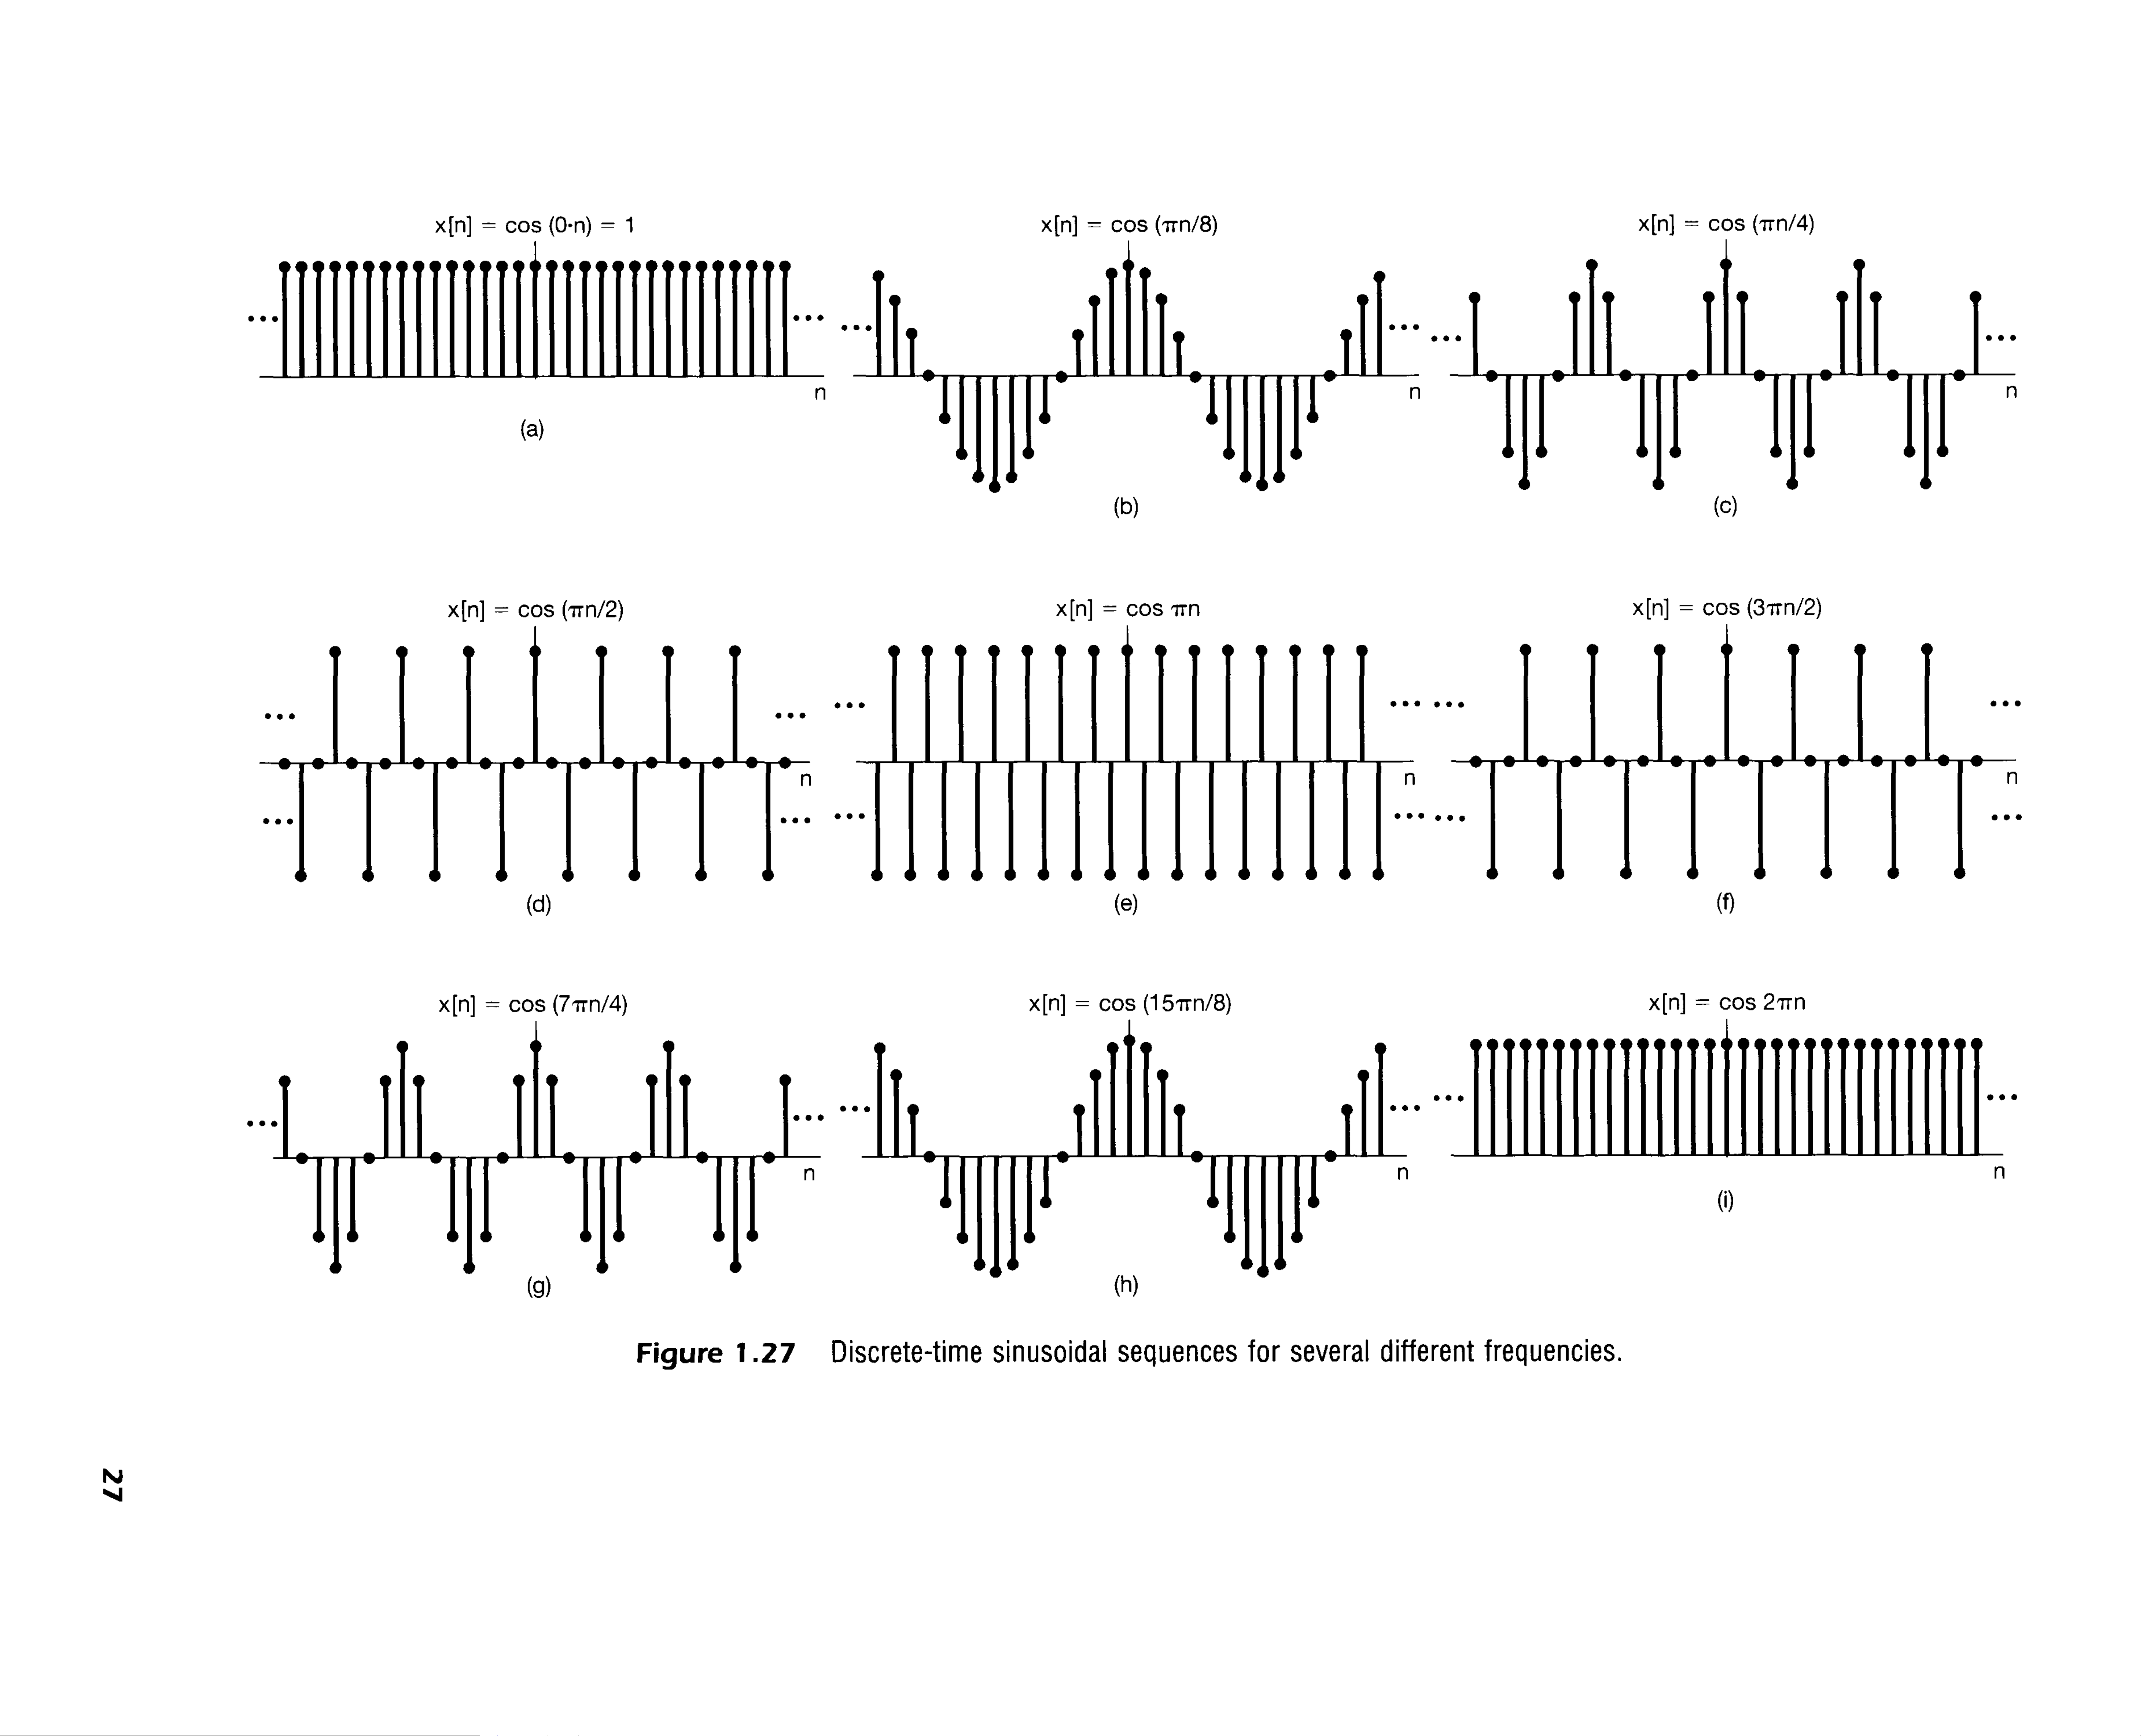 x[n] = cos (0·n) = 1
x[n] = cos (πn/8)
x[n] = cos (πn/4)
n
n
n
(a)
(b)
(c)
x[n] = cos (πn/2)
x[n] = cos πn
x[n] = cos (3πn/2)
n
n
n
(d)
(e)
(f)
x[n] = cos (7πn/4)
x[n] = cos (15πn/8)
x[n] = cos 2πn
n
n
n
(g)
(h)
(i)
Figure 1.27 Discrete-time sinusoidal sequences for several different frequencies.
27